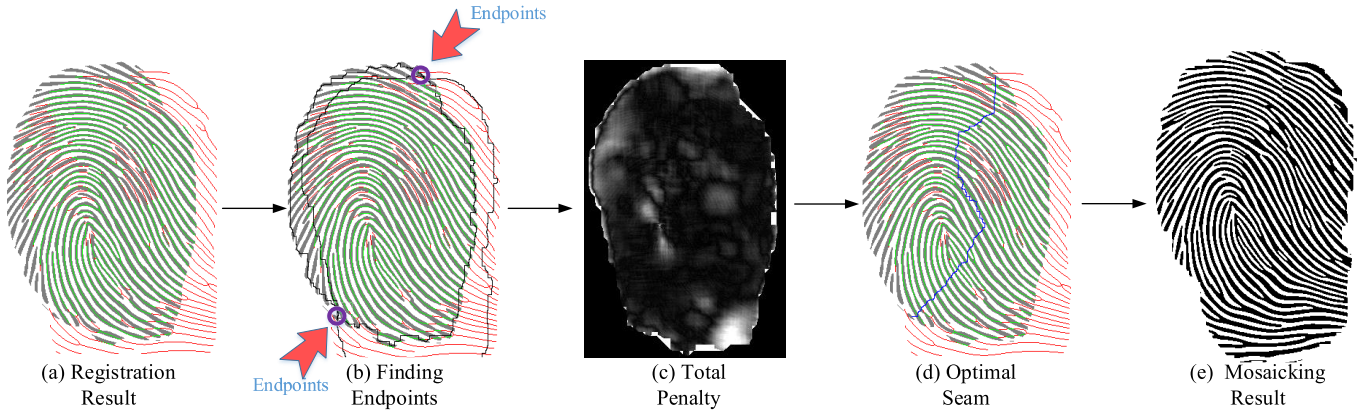 Endpoints
Endpoints
(a) Registration
Result
(b) Finding
Endpoints
(c) Total
Penalty
(d) Optimal
Seam
(e) Mosaicking
Result